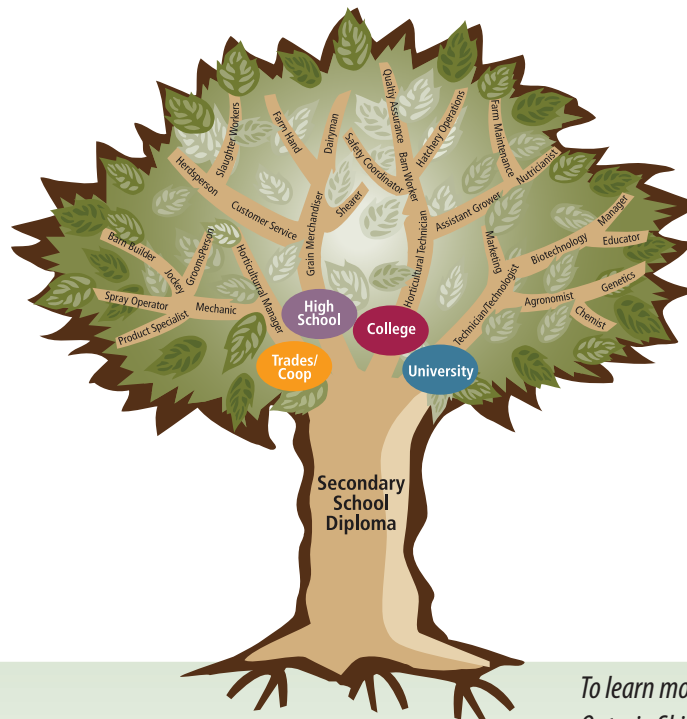 Slaughter Workers
Herdsperson
Customer Service
Farm Hand
Dairyman
Grain Merchandiser
Shearer
Safety Coordinator
Qualtiy Assurance
Barn Worker
Hatchery Operations
Horticultural Technician
Assistant Grower
Farm Maintenance
Nutricianist
Barn Builder
Jockey
GroomsPerson
Spray Operator
Mechanic
Product Specialist
Horticultural Manager
Marketing
Technician/Technologist
Biotechnology
Manager
Educator
Agronomist
Genetics
Chemist
High
School
College
Trades/
Coop
University
Secondary
School
Diploma
To learn mo